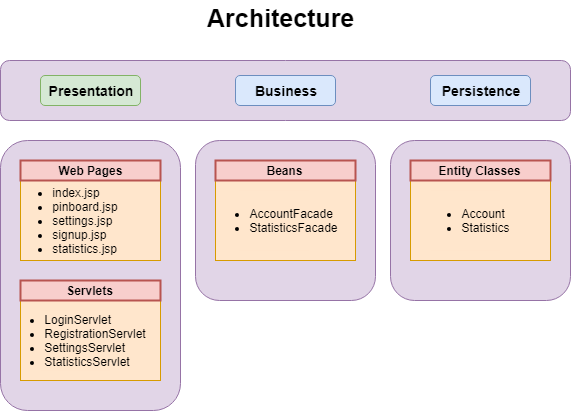 Architecture
Presentation
Business
Persistence
Web Pages
index.jsp
pinboard.jsp
settings.jsp
signup.jsp
statistics.jsp
Servlets
LoginServlet
RegistrationServlet
SettingsServlet
StatisticsServlet
Beans
AccountFacade
StatisticsFacade
Entity Classes
Account
Statistics